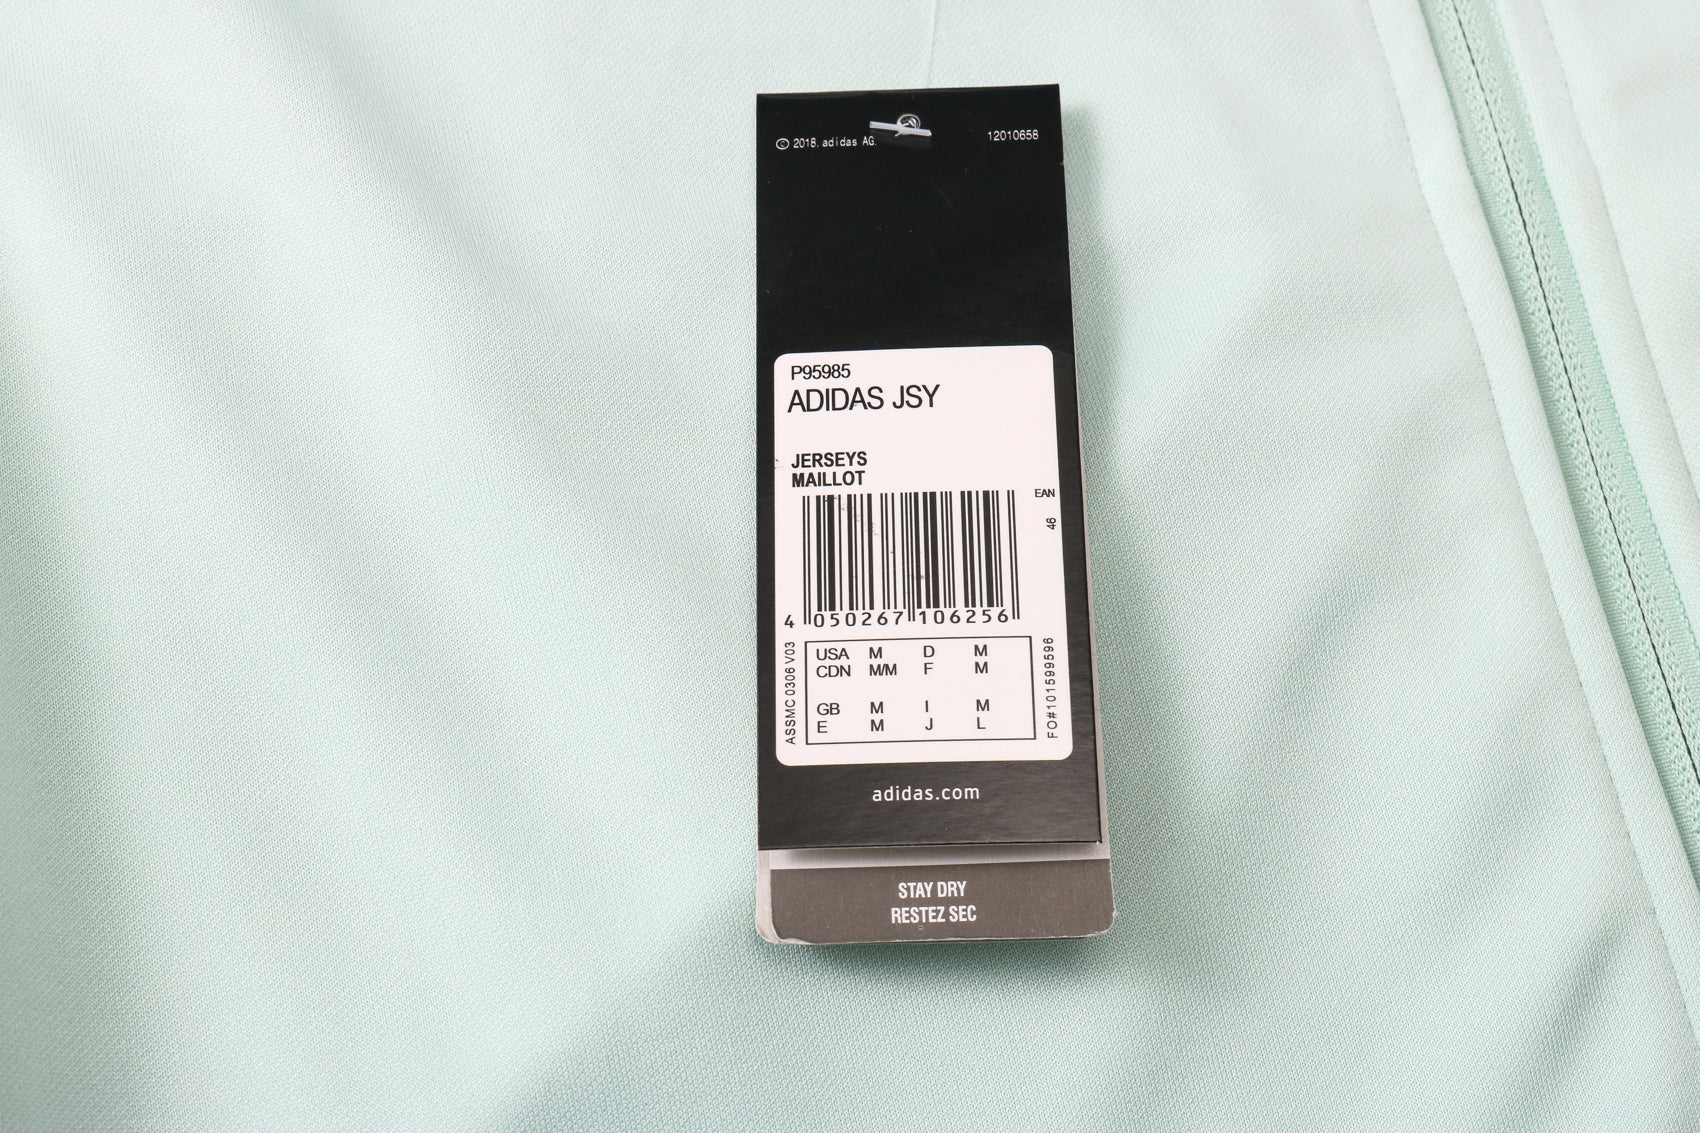 © 2018. adidas AG.
12010658
P95985
ADIDAS JSY
JERSEYS
MAILLOT
EAN
46
4 050267 106256
ASSMC 0306 V03
USA M D M
CDN M/M F M
GB M I M
E M J L
FO#101599596
adidas.com
STAY DRY
RESTEZ SEC